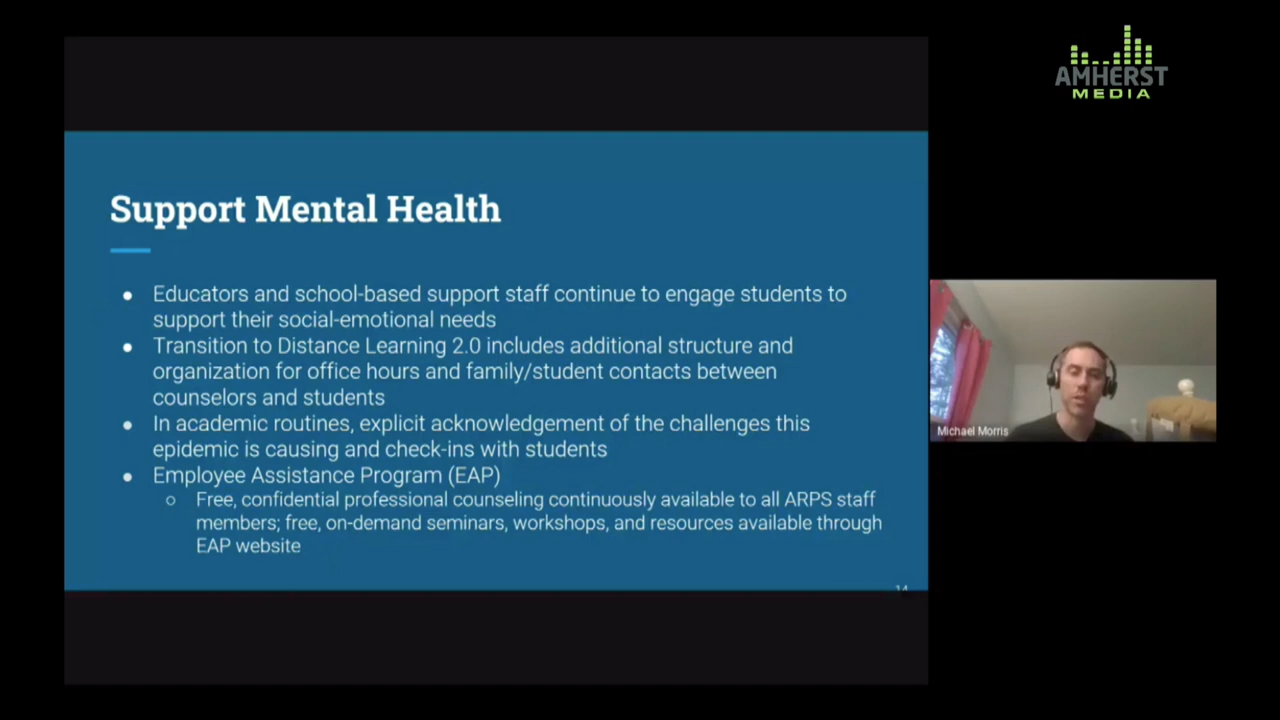 AMHERST
MEDIA
Support Mental Health
● Educators and school-based support staff continue to engage students to
support their social-emotional needs
● Transition to Distance Learning 2.0 includes additional structure and
organization for office hours and family/student contacts between
counselors and students
● In academic routines, explicit acknowledgement of the challenges this
epidemic is causing and check-ins with students
● Employee Assistance Program (EAP)
○ Free, confidential professional counseling continuously available to all ARPS staff
members; free, on-demand seminars, workshops, and resources available through
EAP website
14
Michael Morris